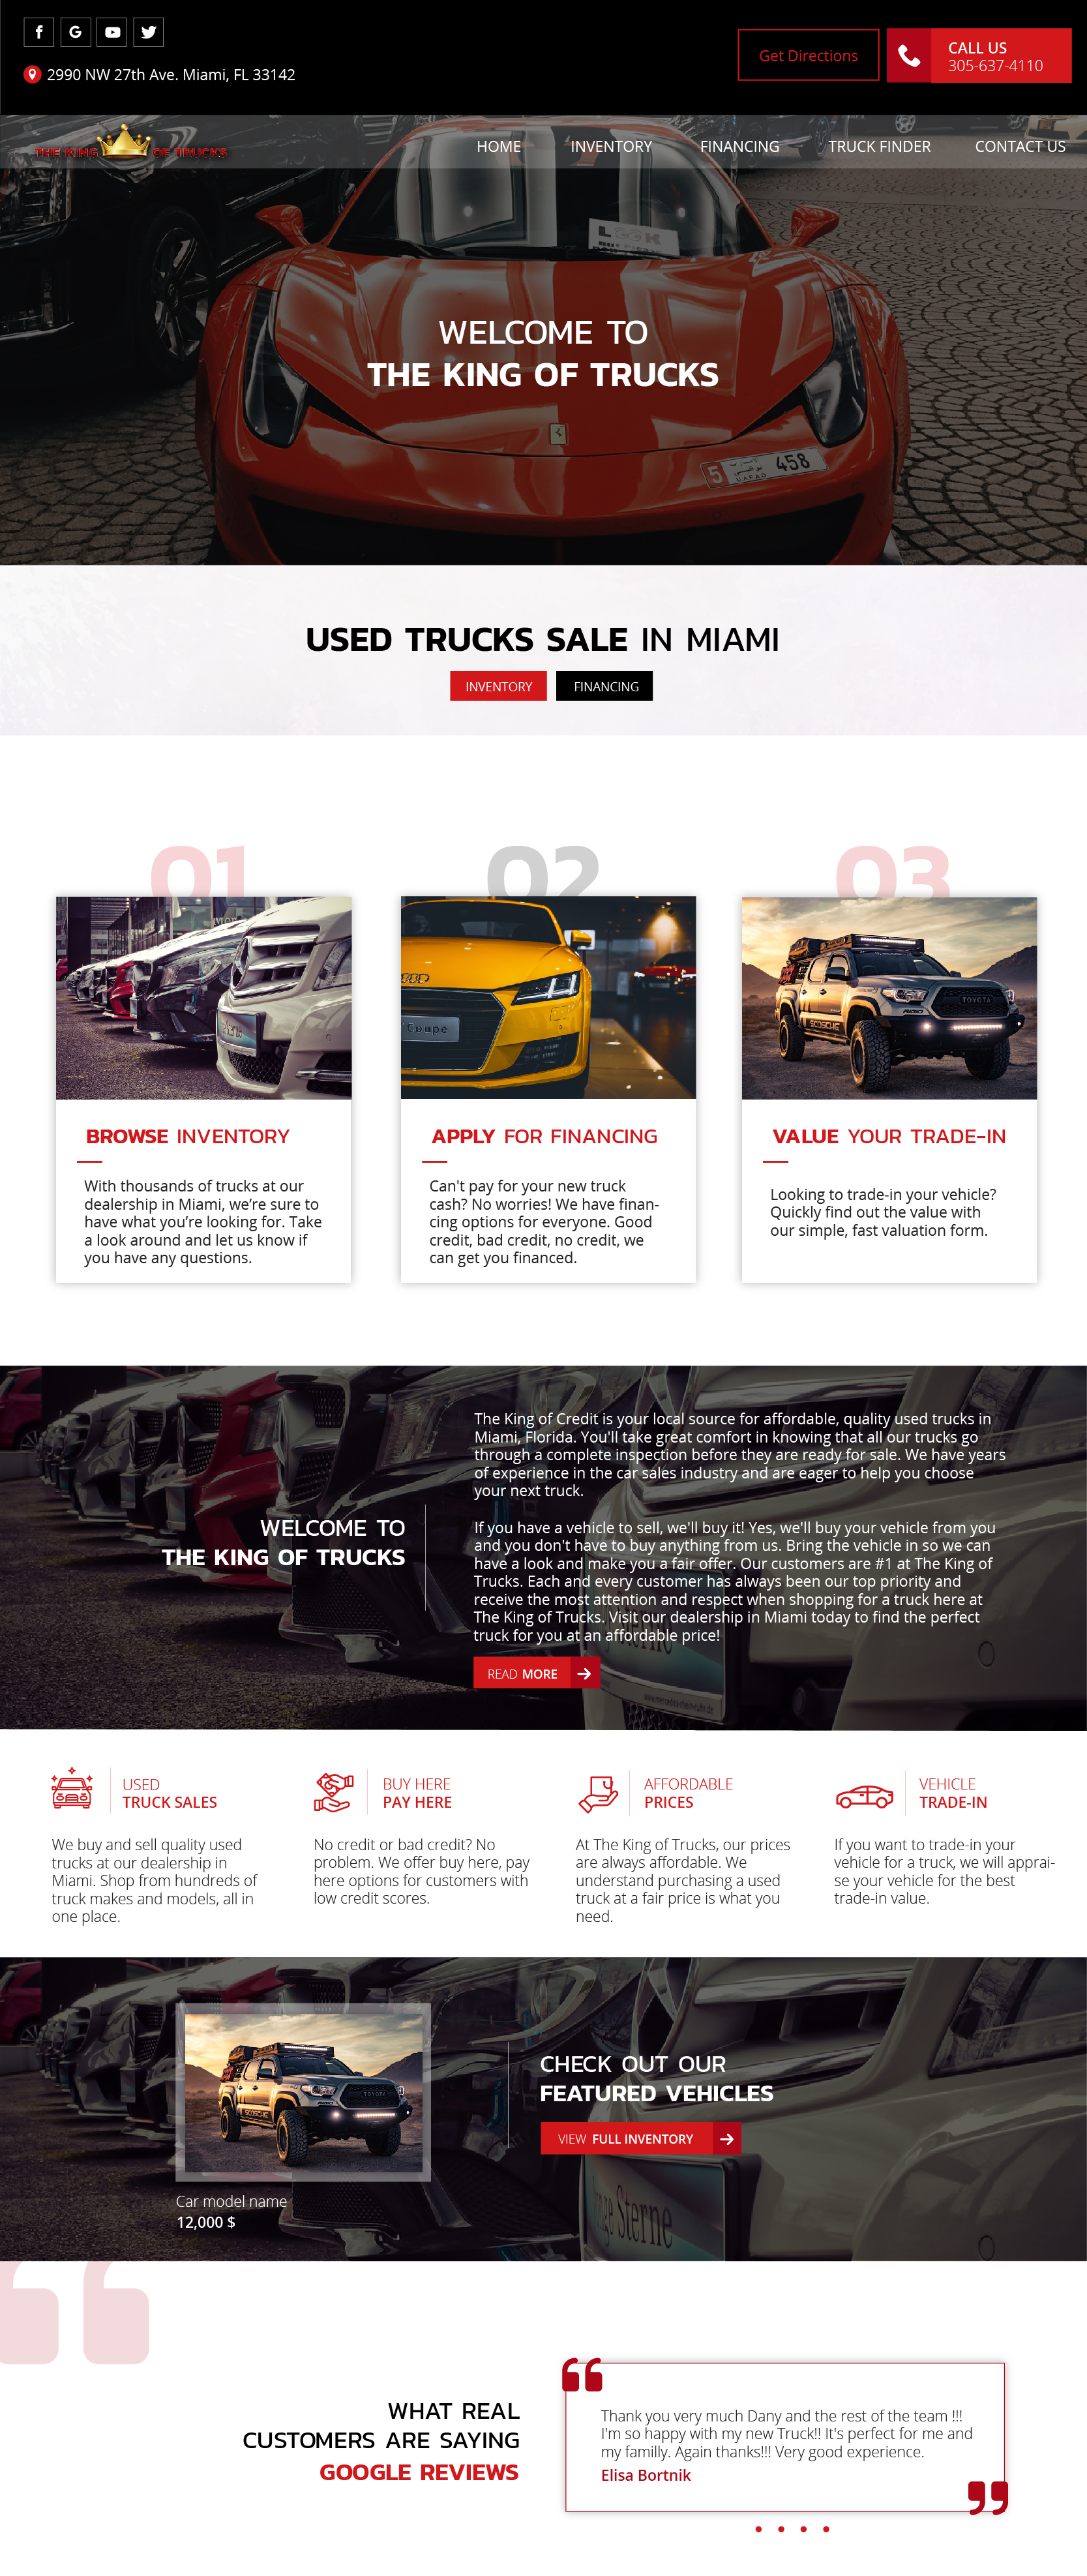 2990 NW 27th Ave. Miami, FL 33142
Get Directions
CALL US
305-637-4110
THE KING OF TRUCKS
HOME INVENTORY FINANCING TRUCK FINDER CONTACT US
WELCOME TO
THE KING OF TRUCKS
5 458
USED TRUCKS SALE IN MIAMI
INVENTORY FINANCING
01 02 03
Coupe
TOYOTA
BROWSE INVENTORY
With thousands of trucks at our
dealership in Miami, we’re sure to
have what you’re looking for. Take
a look around and let us know if
you have any questions.
APPLY FOR FINANCING
Can't pay for your new truck
cash? No worries! We have finan-
cing options for everyone. Good
credit, bad credit, no credit, we
can get you financed.
VALUE YOUR TRADE-IN
Looking to trade-in your vehicle?
Quickly find out the value with
our simple, fast valuation form.
WELCOME TO
THE KING OF TRUCKS
The King of Credit is your local source for affordable, quality used trucks in
Miami, Florida. You'll take great comfort in knowing that all our trucks go
through a complete inspection before they are ready for sale. We have years
of experience in the car sales industry and are eager to help you choose
your next truck.
If you have a vehicle to sell, we'll buy it! Yes, we'll buy your vehicle from you
and you don't have to buy anything from us. Bring the vehicle in so we can
have a look and make you a fair offer. Our customers are #1 at The King of
Trucks. Each and every customer has always been our top priority and
receive the most attention and respect when shopping for a truck here at
The King of Trucks. Visit our dealership in Miami today to find the perfect
truck for you at an affordable price!
READ MORE
USED
TRUCK SALES
We buy and sell quality used
trucks at our dealership in
Miami. Shop from hundreds of
truck makes and models, all in
one place.
BUY HERE
PAY HERE
No credit or bad credit? No
problem. We offer buy here, pay
here options for customers with
low credit scores.
AFFORDABLE
PRICES
At The King of Trucks, our prices
are always affordable. We
understand purchasing a used
truck at a fair price is what you
need.
VEHICLE
TRADE-IN
If you want to trade-in your
vehicle for a truck, we will apprai-
se your vehicle for the best
trade-in value.
TOYOTA
Car model name
12,000 $
CHECK OUT OUR
FEATURED VEHICLES
VIEW FULL INVENTORY
Sterne
WHAT REAL
CUSTOMERS ARE SAYING
GOOGLE REVIEWS
Thank you very much Dany and the rest of the team !!!
I'm so happy with my new Truck!! It's perfect for me and
my familly. Again thanks!!! Very good experience.
Elisa Bortnik